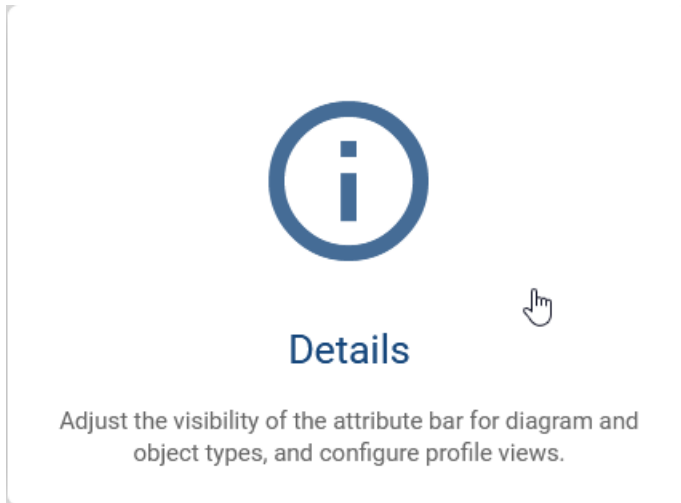 Details
Adjust the visibility of the attribute bar for diagram and
object types, and configure profile views.